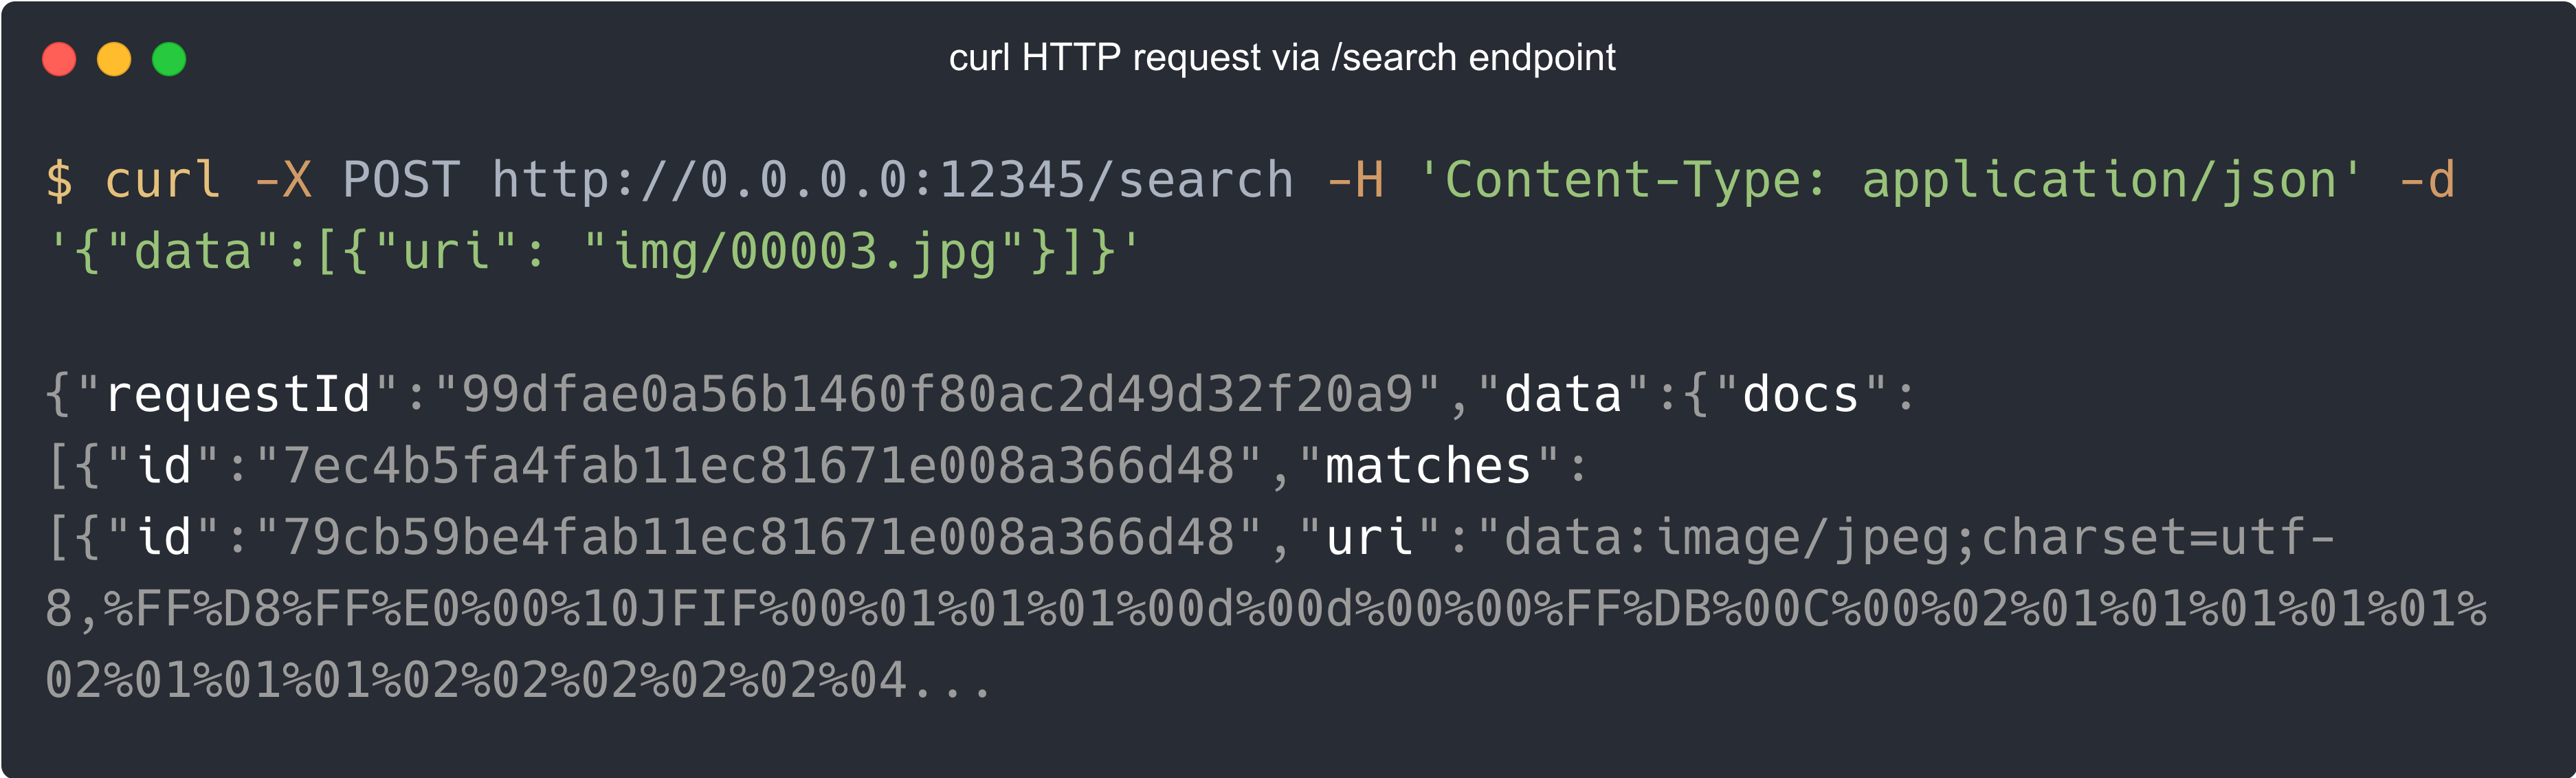 curl HTTP request via /search endpoint
$ curl -X POST http://0.0.0.0:12345/search -H 'Content-Type: application/json' -d
'{"data":[{"uri": "img/00003.jpg"}]}'
{"requestId":"99dfae0a56b1460f80ac2d49d32f20a9","data":{"docs":
[{"id":"7ec4b5fa4fab11ec81671e008a366d48","matches":
[{"id":"79cb59be4fab11ec81671e008a366d48","uri":"data:image/jpeg;charset=utf-
8,%FF%D8%FF%E0%00%10JFIF%00%01%01%01%00d%00d%00%00%FF%DB%00C%00%02%01%01%01%01%01%
02%01%01%01%02%02%02%02%02%04...